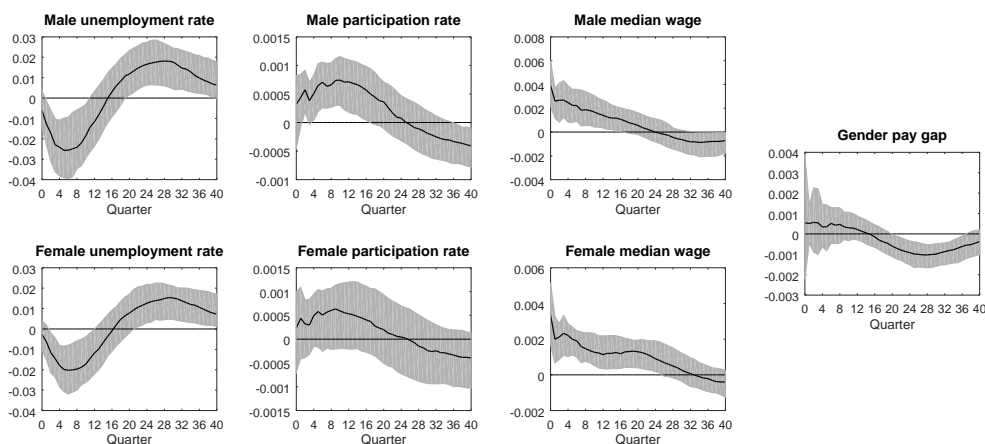 Male unemployment rate
0.03
0.02
0.01
0
-0.01
-0.02
-0.03
-0.04
0 4 8 12 16 20 24 28 32 36 40
Quarter
Male participation rate
0.0015
0.001
0.0005
0
-0.0005
-0.001
0 4 8 12 16 20 24 28 32 36 40
Quarter
Male median wage
0.008
0.006
0.004
0.002
0
-0.002
-0.004
0 4 8 12 16 20 24 28 32 36 40
Quarter
Gender pay gap
0.004
0.003
0.002
0.001
0
-0.001
-0.002
-0.003
0 4 8 12 16 20 24 28 32 36 40
Quarter
Female unemployment rate
0.03
0.02
0.01
0
-0.01
-0.02
-0.03
-0.04
0 4 8 12 16 20 24 28 32 36 40
Quarter
Female participation rate
0.0015
0.001
0.0005
0
-0.0005
-0.001
-0.0015
0 4 8 12 16 20 24 28 32 36 40
Quarter
Female median wage
0.006
0.004
0.002
0
-0.002
0 4 8 12 16 20 24 28 32 36 40
Quarter